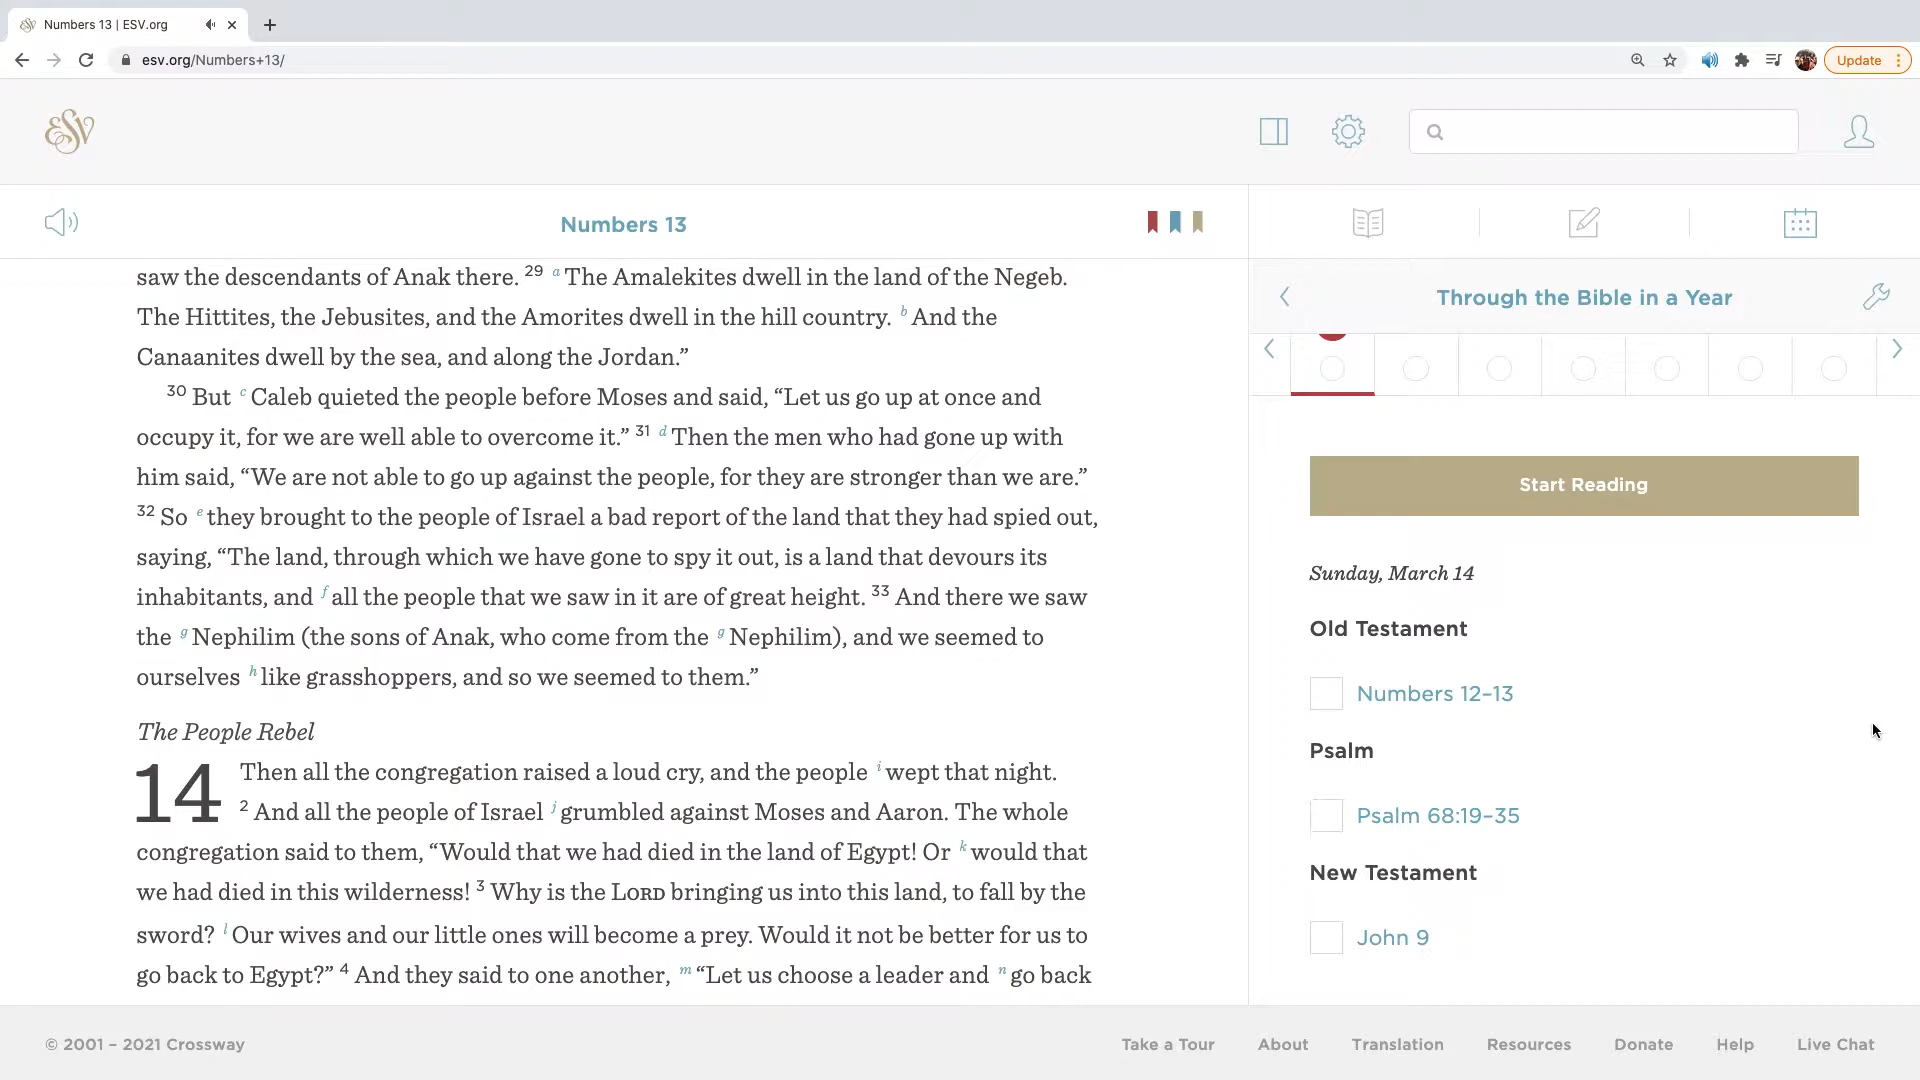 Numbers 13 | ESV.org
esv.org/Numbers+13/
Update
ESV
Numbers 13
saw the descendants of Anak there. 29 a The Amalekites dwell in the land of the Negeb.
The Hittites, the Jebusites, and the Amorites dwell in the hill country. b And the
Canaanites dwell by the sea, and along the Jordan.”
30 But c Caleb quieted the people before Moses and said, “Let us go up at once and
occupy it, for we are well able to overcome it.” 31 d Then the men who had gone up with
him said, “We are not able to go up against the people, for they are stronger than we are.”
32 So e they brought to the people of Israel a bad report of the land that they had spied out,
saying, “The land, through which we have gone to spy it out, is a land that devours its
inhabitants, and f all the people that we saw in it are of great height. 33 And there we saw
the g Nephilim (the sons of Anak, who come from the g Nephilim), and we seemed to
ourselves h like grasshoppers, and so we seemed to them.”
The People Rebel
14 Then all the congregation raised a loud cry, and the people i wept that night.
2 And all the people of Israel j grumbled against Moses and Aaron. The whole
congregation said to them, “Would that we had died in the land of Egypt! Or k would that
we had died in this wilderness! 3 Why is the LORD bringing us into this land, to fall by the
sword? l Our wives and our little ones will become a prey. Would it not be better for us to
go back to Egypt?” 4 And they said to one another, m “Let us choose a leader and n go back
Through the Bible in a Year
Start Reading
Sunday, March 14
Old Testament
Numbers 12–13
Psalm
Psalm 68:19–35
New Testament
John 9
© 2001 – 2021 Crossway
Take a Tour
About
Translation
Resources
Donate
Help
Live Chat